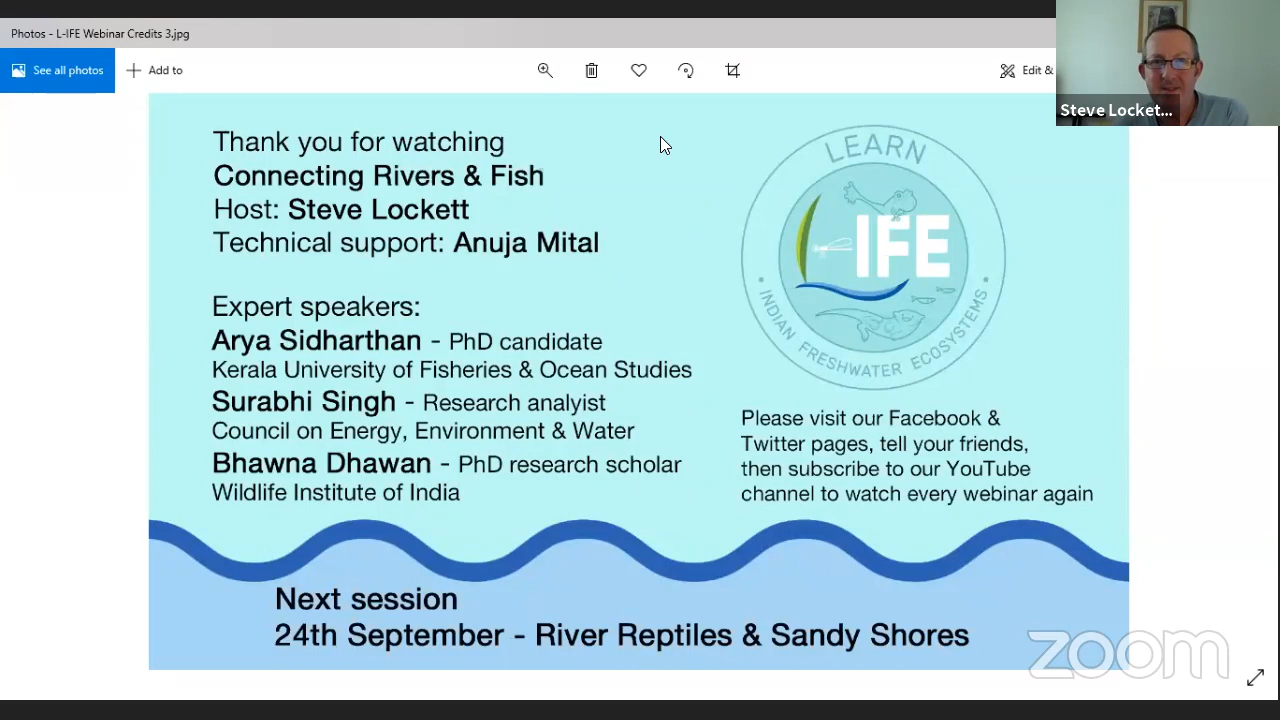 Photos - L-IFE Webinar Credits 3.jpg
See all photos
Add to
Edit &
Steve Locket...
Thank you for watching
Connecting Rivers & Fish
Host: Steve Lockett
Technical support: Anuja Mital
Expert speakers:
Arya Sidharthan - PhD candidate
Kerala University of Fisheries & Ocean Studies
Surabhi Singh - Research analyist
Council on Energy, Environment & Water
Bhawna Dhawan - PhD research scholar
Wildlife Institute of India
LEARN
L-IFE
• INDIAN FRESHWATER ECOSYSTEMS •
Please visit our Facebook &
Twitter pages, tell your friends,
then subscribe to our YouTube
channel to watch every webinar again
Next session
24th September - River Reptiles & Sandy Shores
zoom